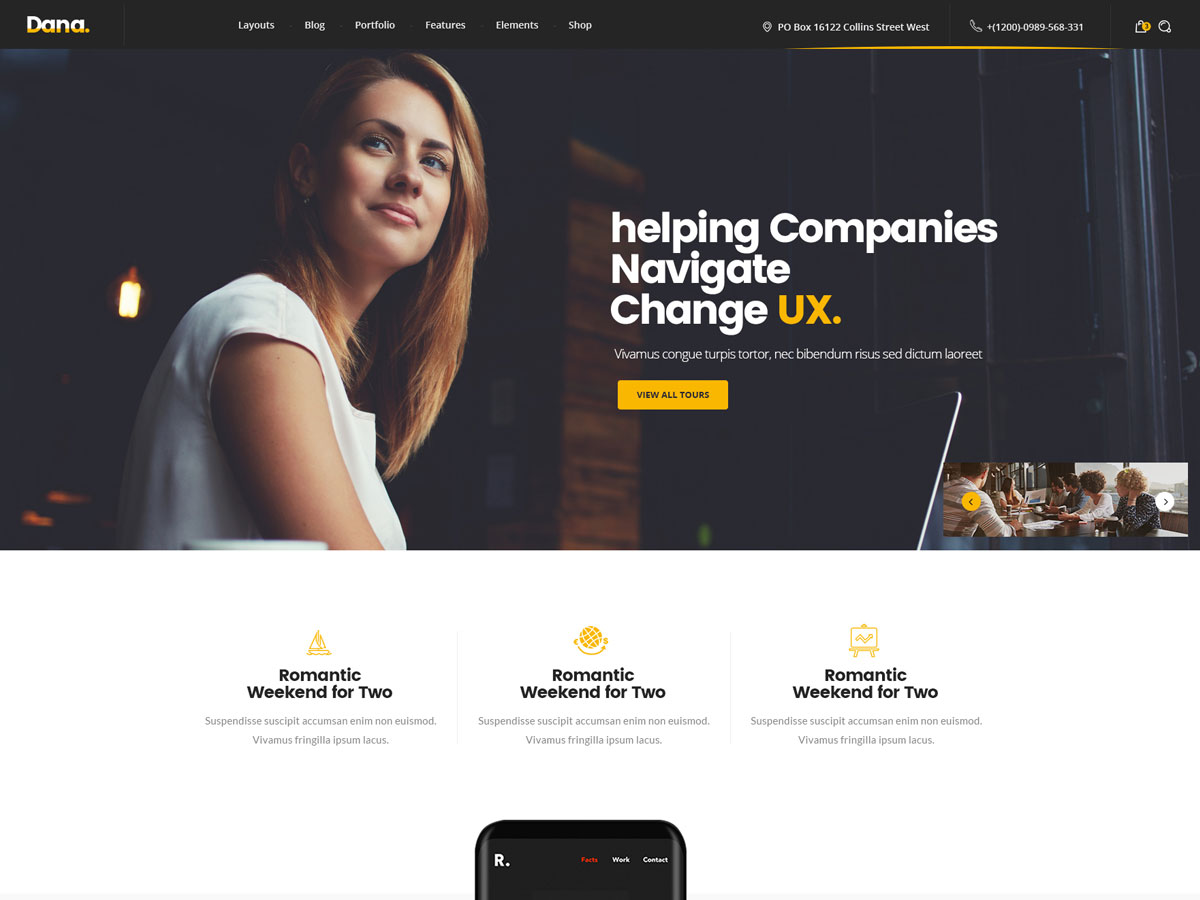 Dana.
Layouts
Blog
Portfolio
Features
Elements
Shop
PO Box 16122 Collins Street West
+(1200)-0989-568-331
3
helping Companies
Navigate
Change UX.
Vivamus congue turpis tortor, nec bibendum risus sed dictum laoreet
VIEW ALL TOURS
€
$
Romantic
Weekend for Two
Suspendisse suscipit accumsan enim non euismod.
Vivamus fringilla ipsum lacus.
Romantic
Weekend for Two
Suspendisse suscipit accumsan enim non euismod.
Vivamus fringilla ipsum lacus.
Romantic
Weekend for Two
Suspendisse suscipit accumsan enim non euismod.
Vivamus fringilla ipsum lacus.
R.
Facts
Work
Contact